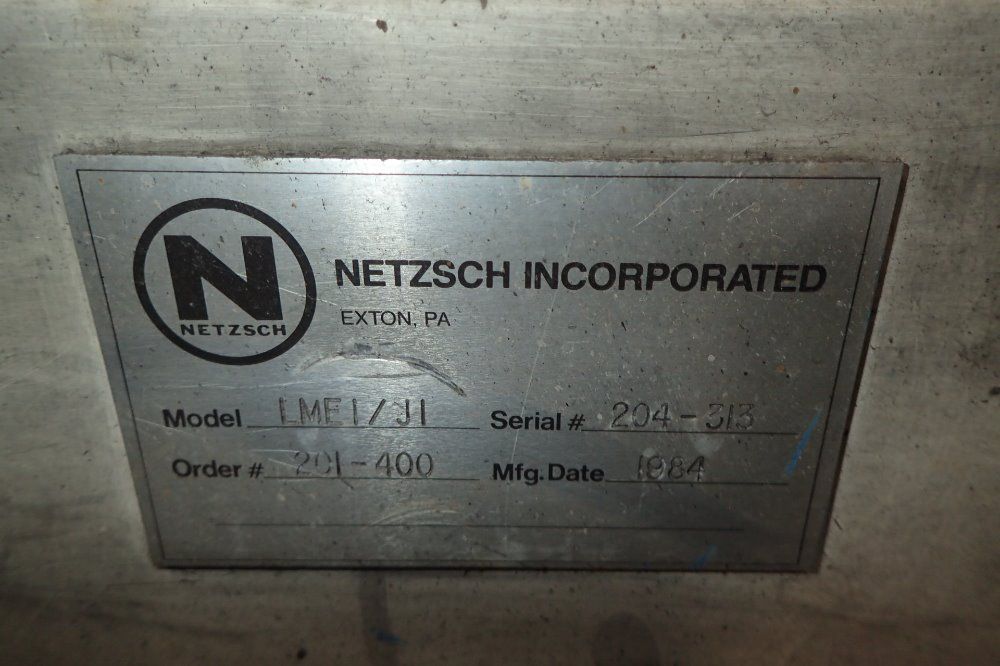 N
NETZSCH
NETZSCH INCORPORATED
EXTON, PA
Model LME1/J1 Serial # 204-313
Order # 201-400 Mfg. Date 1984